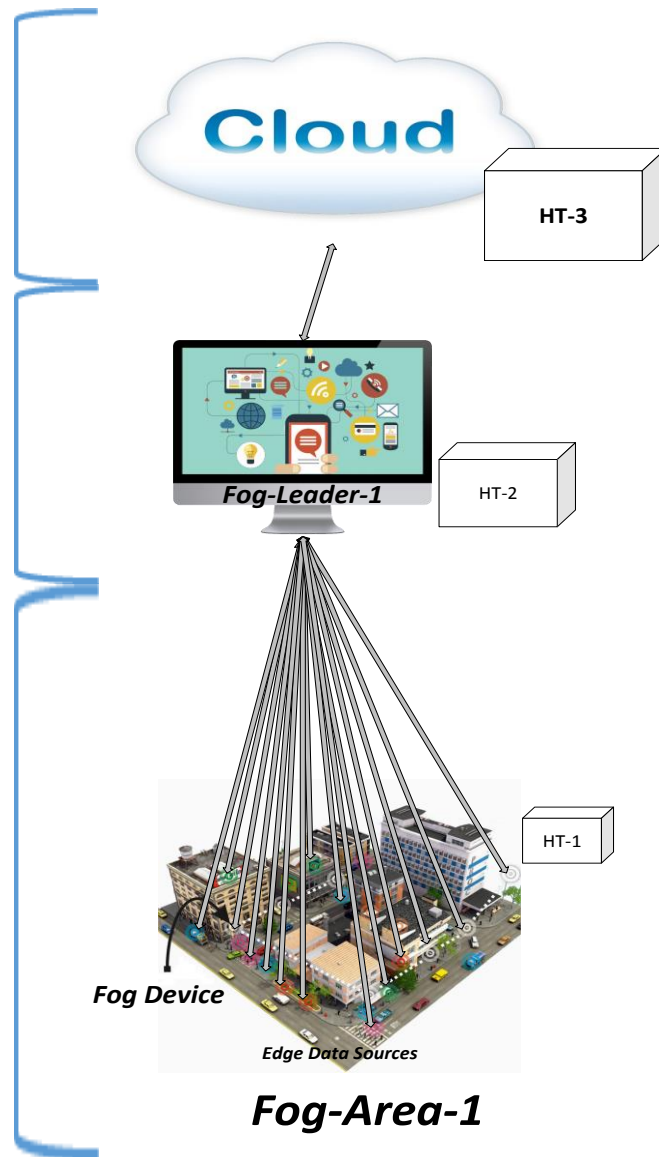 Cloud
HT-3
Fog-Leader-1
HT-2
HT-1
Fog Device
Edge Data Sources
Fog-Area-1